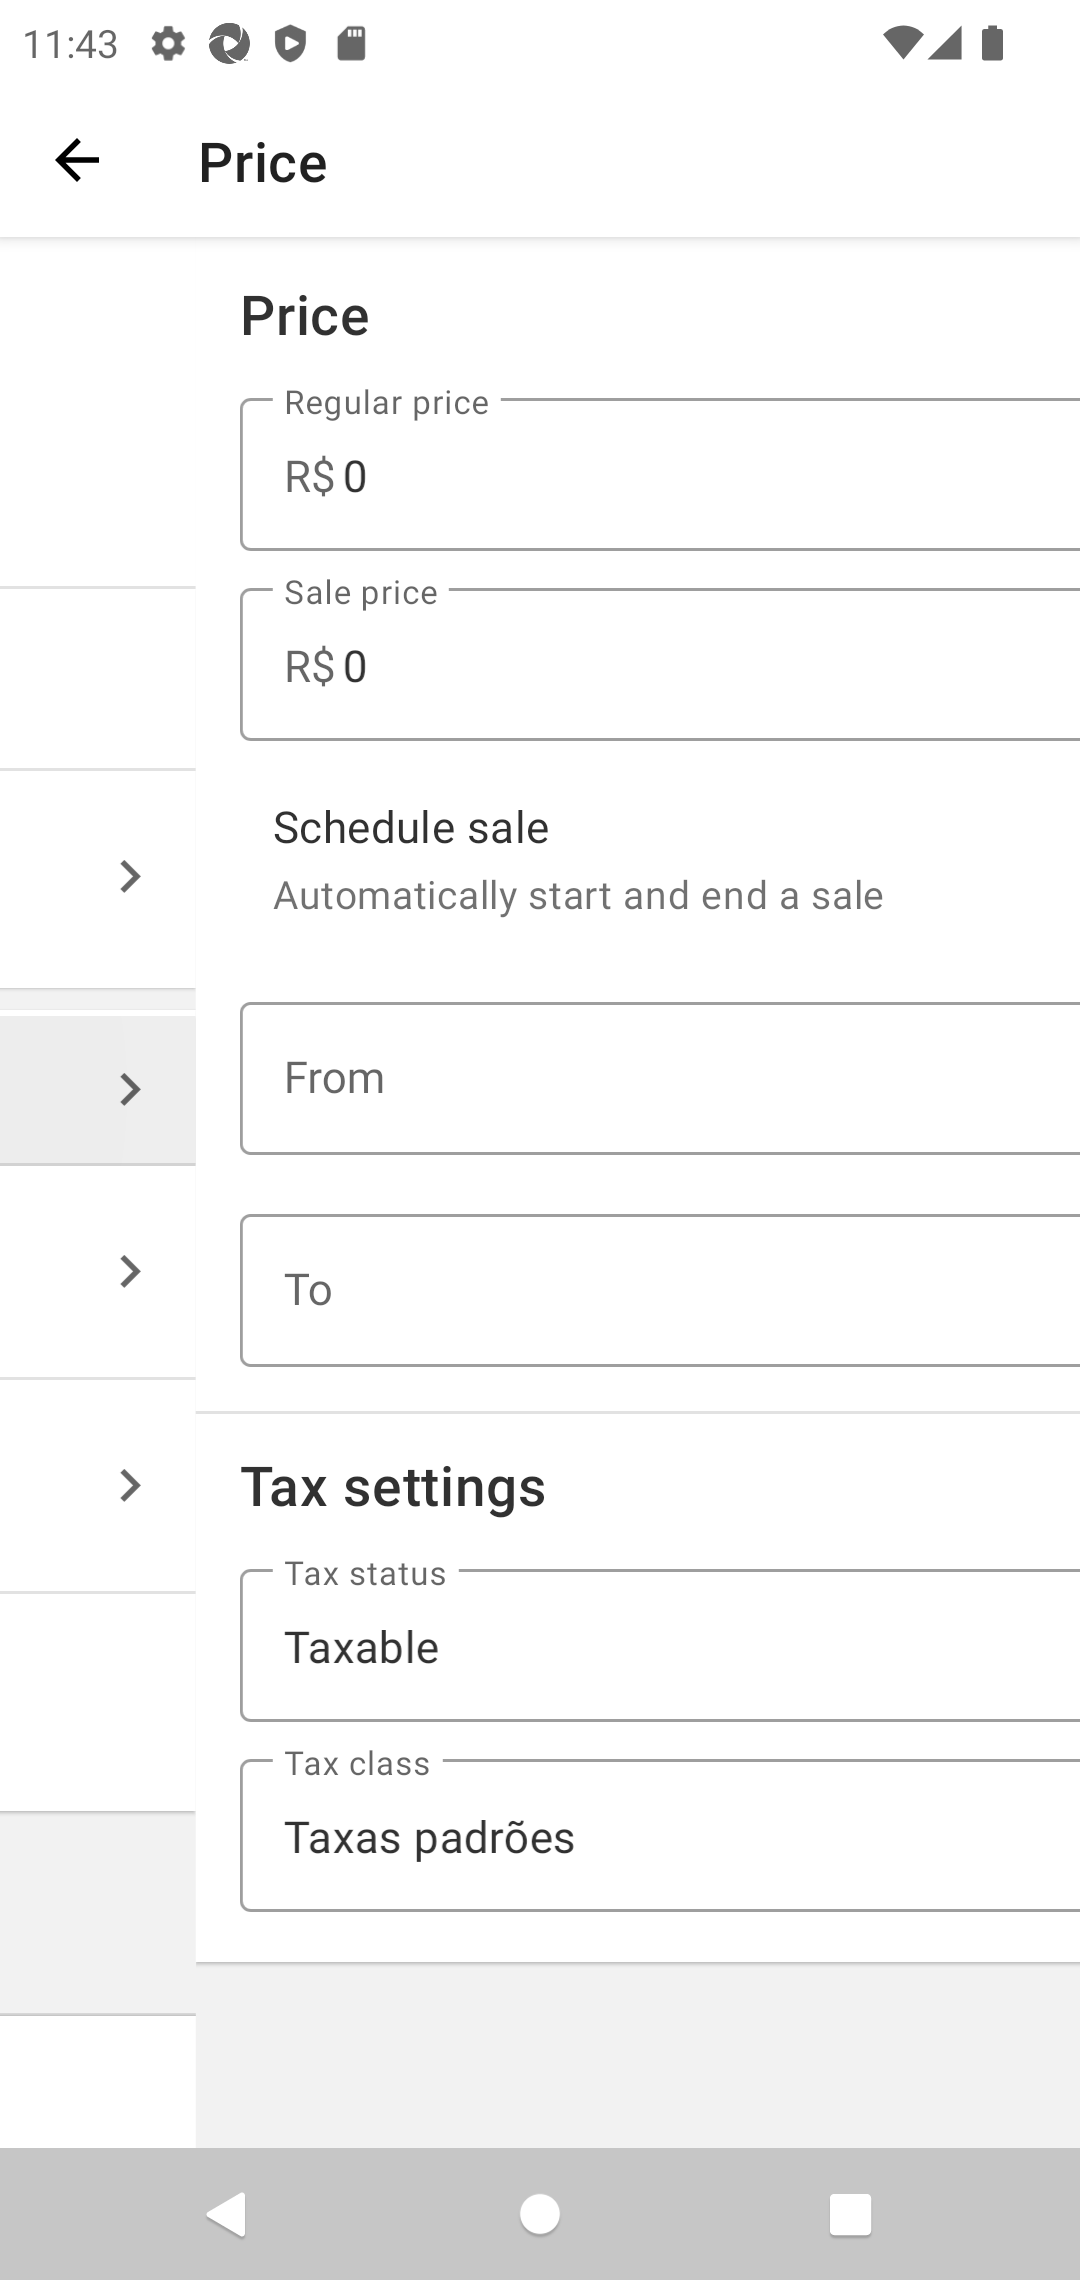 11:43
Price
Price
Regular price
R$ 0
Sale price
R$ 0
Schedule sale
Automatically start and end a sale
From
To
Tax settings
Tax status
Taxable
Tax class
Taxas padrões